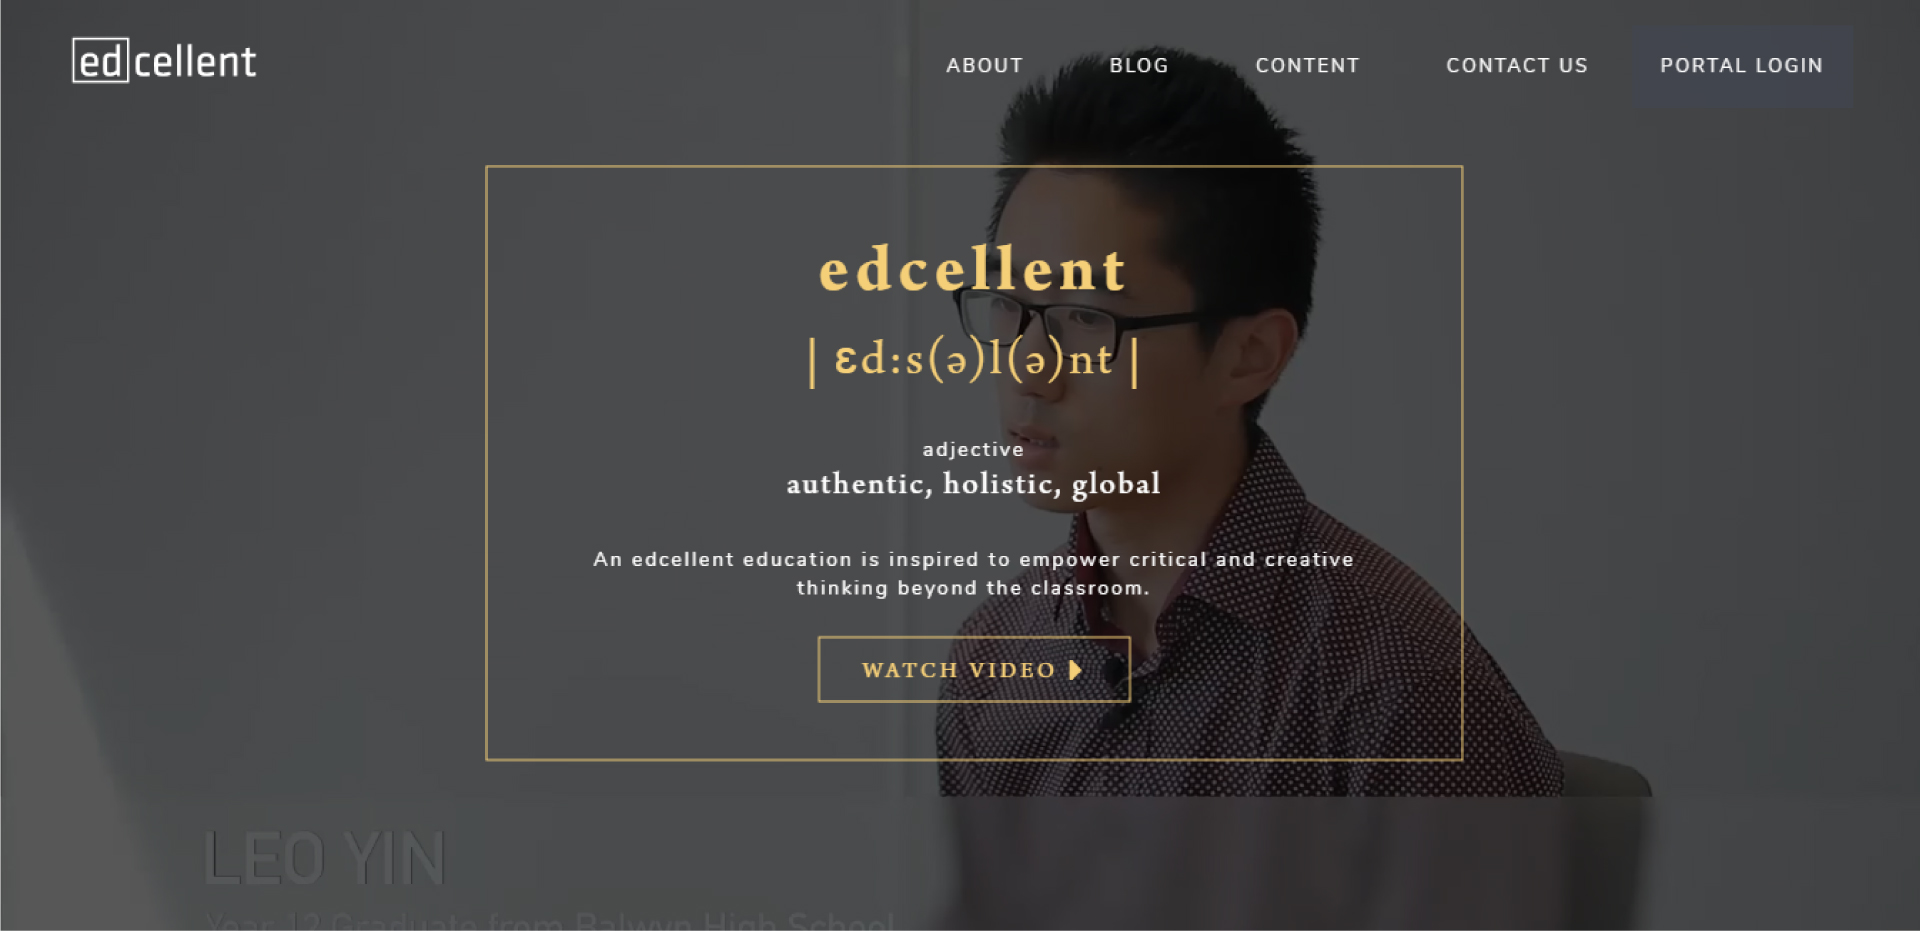 edcellent
ABOUT
BLOG
CONTENT
CONTACT US
PORTAL LOGIN
edcellent
| ɛd:s(ə)l(ə)nt |
adjective
authentic, holistic, global
An edcellent education is inspired to empower critical and creative
thinking beyond the classroom.
WATCH VIDEO
LEO YIN
Year 12 Graduate from Balwyn High School